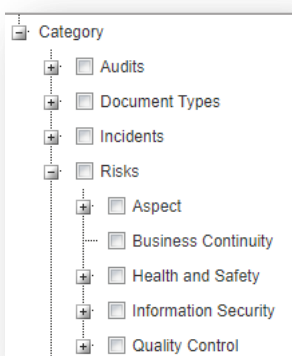 Category
Audits
Document Types
Incidents
Risks
Aspect
Business Continuity
Health and Safety
Information Security
Quality Control